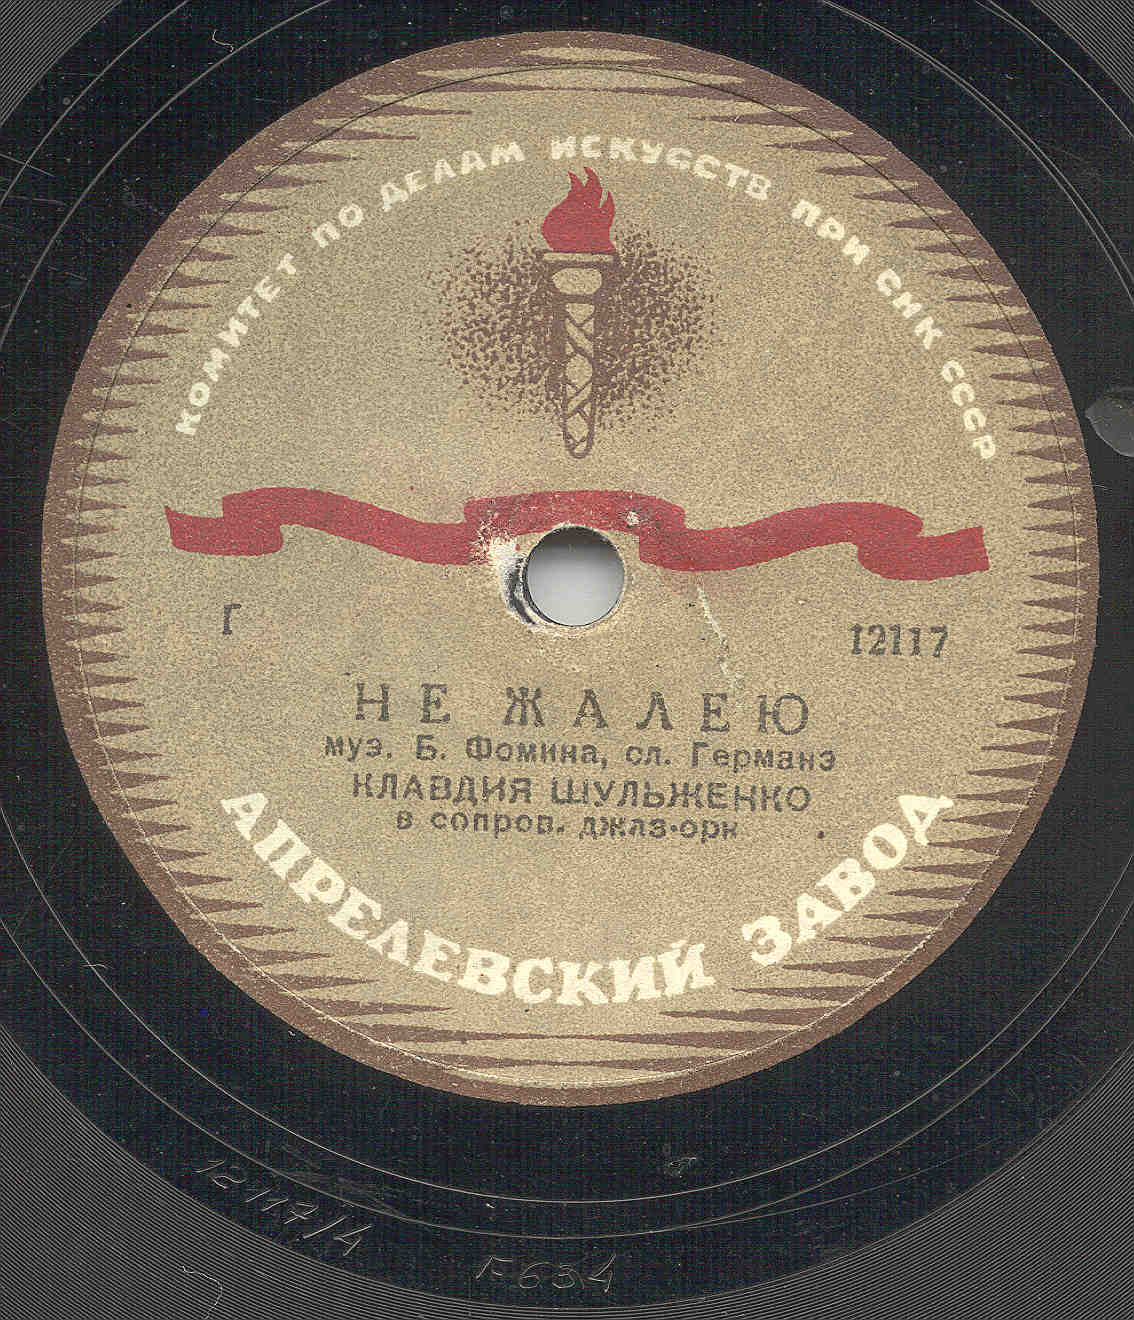 КОМИТЕТ ПО ДЕЛАМ ИСКУССТВ ПРИ СНК СССР
Г 12117
НЕ ЖАЛЕЮ
муз. Б. Фомина, сл. Германэ
КЛАВДИЯ ШУЛЬЖЕНКО
в сопров. джаз-орк
АПРЕЛЕВСКИЙ ЗАВОД
12117/4
F634